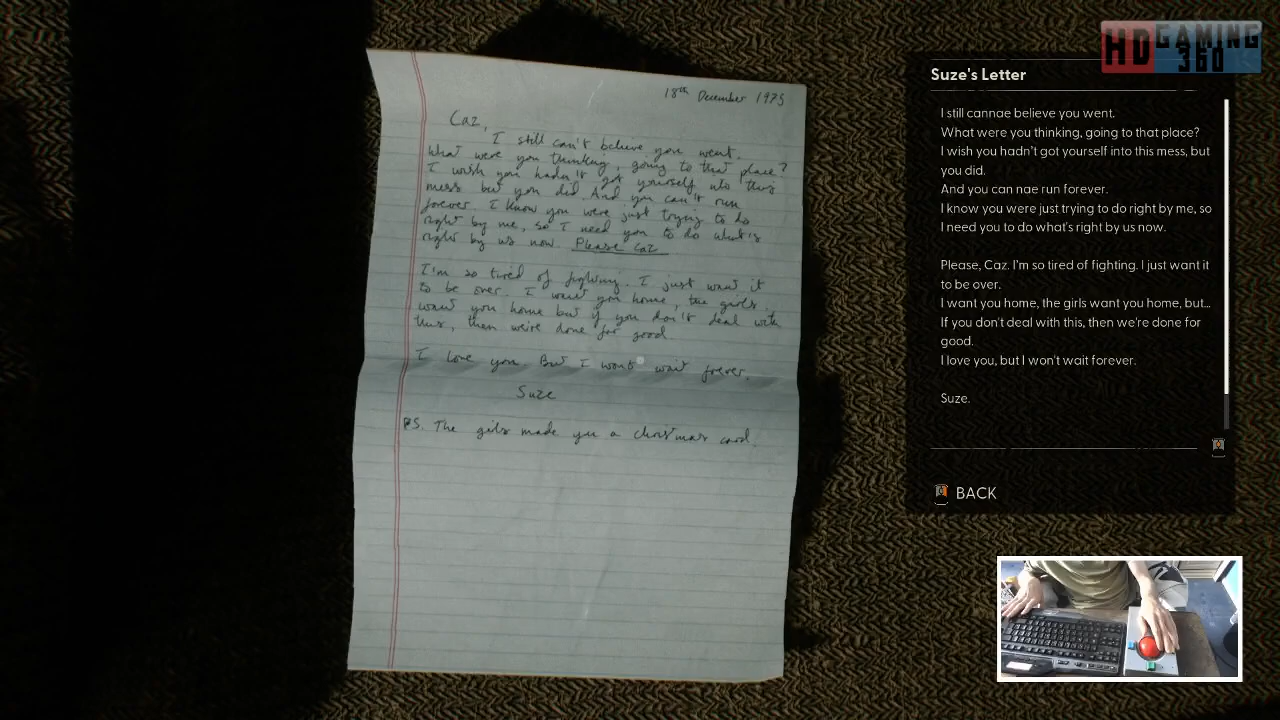 18th December 1975
Caz,
I still can't believe you went.
What were you thinking, going to that place?
I wish you hadn't got yourself into this
mess but you did. And you can't run
forever. I know you were just trying to do
right by me, so I need you to do what's
right by us now. Please Caz
I'm so tired of fighting. I just want it
to be over. I want you home, the girls
want you home but if you don't deal with
this, then we're done for good.
I love you. But I won't wait forever.
Suze
PS. The girls made you a christmas card.
HD GAMING 360
Suze's Letter
I still cannae believe you went.
What were you thinking, going to that place?
I wish you hadn't got yourself into this mess, but
you did.
And you can nae run forever.
I know you were just trying to do right by me, so
I need you to do what's right by us now.
Please, Caz. I'm so tired of fighting. I just want it
to be over.
I want you home, the girls want you home, but...
If you don't deal with this, then we're done for
good.
I love you, but I won't wait forever.
Suze.
BACK